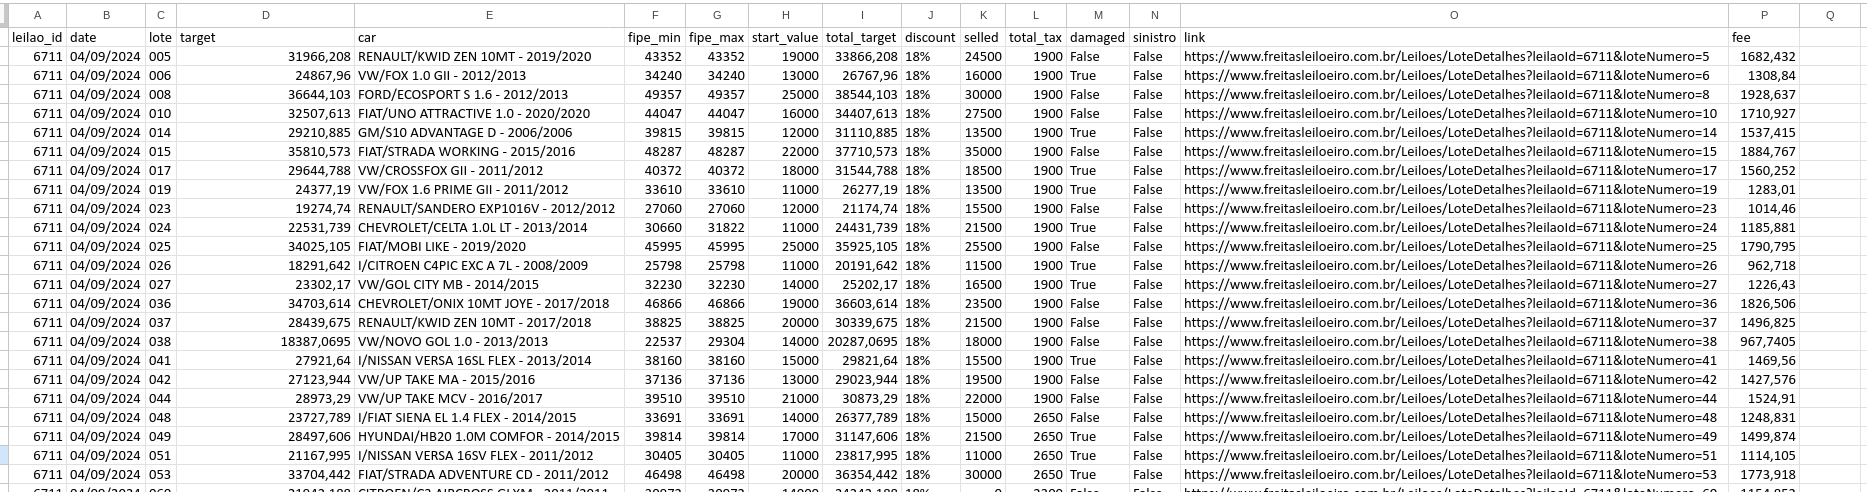 A B C D E F G H I J K L M N O P Q
leilao_id date lote target car fipe_min fipe_max start_value total_target discount selled total_tax damaged sinistro link fee
6711 04/09/2024 005 31966,208 RENAULT/KWID ZEN 10MT - 2019/2020 43352 43352 19000 33866,208 18% 24500 1900 False False https://www.freitasleiloeiro.com.br/Leiloes/LoteDetalhes?leilaoId=6711&loteNumero=5 1682,432
6711 04/09/2024 006 24867,96 VW/FOX 1.0 GII - 2012/2013 34240 34240 13000 26767,96 18% 16000 1900 True False https://www.freitasleiloeiro.com.br/Leiloes/LoteDetalhes?leilaoId=6711&loteNumero=6 1308,84
6711 04/09/2024 008 36644,103 FORD/ECOSPORT S 1.6 - 2012/2013 49357 49357 25000 38544,103 18% 30000 1900 False False https://www.freitasleiloeiro.com.br/Leiloes/LoteDetalhes?leilaoId=6711&loteNumero=8 1928,637
6711 04/09/2024 010 32507,613 FIAT/UNO ATTRACTIVE 1.0 - 2020/2020 44047 44047 16000 34407,613 18% 27500 1900 False False https://www.freitasleiloeiro.com.br/Leiloes/LoteDetalhes?leilaoId=6711&loteNumero=10 1710,927
6711 04/09/2024 014 29210,885 GM/S10 ADVANTAGE D - 2006/2006 39815 39815 12000 31110,885 18% 13500 1900 True False https://www.freitasleiloeiro.com.br/Leiloes/LoteDetalhes?leilaoId=6711&loteNumero=14 1537,415
6711 04/09/2024 015 35810,573 FIAT/STRADA WORKING - 2015/2016 48287 48287 22000 37710,573 18% 35000 1900 False False https://www.freitasleiloeiro.com.br/Leiloes/LoteDetalhes?leilaoId=6711&loteNumero=15 1884,767
6711 04/09/2024 017 29644,788 VW/CROSSFOX GII - 2011/2012 40372 40372 18000 31544,788 18% 18500 1900 True False https://www.freitasleiloeiro.com.br/Leiloes/LoteDetalhes?leilaoId=6711&loteNumero=17 1560,252
6711 04/09/2024 019 24377,19 VW/FOX 1.6 PRIME GII - 2011/2012 33610 33610 11000 26277,19 18% 13500 1900 True False https://www.freitasleiloeiro.com.br/Leiloes/LoteDetalhes?leilaoId=6711&loteNumero=19 1283,01
6711 04/09/2024 023 19274,74 RENAULT/SANDERO EXP1016V - 2012/2012 27060 27060 12000 21174,74 18% 15500 1900 False False https://www.freitasleiloeiro.com.br/Leiloes/LoteDetalhes?leilaoId=6711&loteNumero=23 1014,46
6711 04/09/2024 024 22531,739 CHEVROLET/CELTA 1.0L LT - 2013/2014 30660 31822 11000 24431,739 18% 21500 1900 True False https://www.freitasleiloeiro.com.br/Leiloes/LoteDetalhes?leilaoId=6711&loteNumero=24 1185,881
6711 04/09/2024 025 34025,105 FIAT/MOBI LIKE - 2019/2020 45995 45995 25000 35925,105 18% 25500 1900 False False https://www.freitasleiloeiro.com.br/Leiloes/LoteDetalhes?leilaoId=6711&loteNumero=25 1790,795
6711 04/09/2024 026 18291,642 I/CITROEN C4PIC EXC A 7L - 2008/2009 25798 25798 11000 20191,642 18% 11500 1900 True False https://www.freitasleiloeiro.com.br/Leiloes/LoteDetalhes?leilaoId=6711&loteNumero=26 962,718
6711 04/09/2024 027 23302,17 VW/GOL CITY MB - 2014/2015 32230 32230 14000 25202,17 18% 16500 1900 True False https://www.freitasleiloeiro.com.br/Leiloes/LoteDetalhes?leilaoId=6711&loteNumero=27 1226,43
6711 04/09/2024 036 34703,614 CHEVROLET/ONIX 10MT JOYE - 2017/2018 46866 46866 19000 36603,614 18% 23500 1900 False False https://www.freitasleiloeiro.com.br/Leiloes/LoteDetalhes?leilaoId=6711&loteNumero=36 1826,506
6711 04/09/2024 037 28439,675 RENAULT/KWID ZEN 10MT - 2017/2018 38825 38825 20000 30339,675 18% 21500 1900 False False https://www.freitasleiloeiro.com.br/Leiloes/LoteDetalhes?leilaoId=6711&loteNumero=37 1496,825
6711 04/09/2024 038 18387,0695 VW/NOVO GOL 1.0 - 2013/2013 22537 29304 14000 20287,0695 18% 18000 1900 False False https://www.freitasleiloeiro.com.br/Leiloes/LoteDetalhes?leilaoId=6711&loteNumero=38 967,7405
6711 04/09/2024 041 27921,64 I/NISSAN VERSA 16SL FLEX - 2013/2014 38160 38160 15000 29821,64 18% 15500 1900 True False https://www.freitasleiloeiro.com.br/Leiloes/LoteDetalhes?leilaoId=6711&loteNumero=41 1469,56
6711 04/09/2024 042 27123,944 VW/UP TAKE MA - 2015/2016 37136 37136 13000 29023,944 18% 19500 1900 False False https://www.freitasleiloeiro.com.br/Leiloes/LoteDetalhes?leilaoId=6711&loteNumero=42 1427,576
6711 04/09/2024 044 28973,29 VW/UP TAKE MCV - 2016/2017 39510 39510 21000 30873,29 18% 22000 1900 False False https://www.freitasleiloeiro.com.br/Leiloes/LoteDetalhes?leilaoId=6711&loteNumero=44 1524,91
6711 04/09/2024 048 23727,789 I/FIAT SIENA EL 1.4 FLEX - 2014/2015 33691 33691 14000 26377,789 18% 15000 2650 False False https://www.freitasleiloeiro.com.br/Leiloes/LoteDetalhes?leilaoId=6711&loteNumero=48 1248,831
6711 04/09/2024 049 28497,606 HYUNDAI/HB20 1.0M COMFOR - 2014/2015 39814 39814 17000 31147,606 18% 21500 2650 True False https://www.freitasleiloeiro.com.br/Leiloes/LoteDetalhes?leilaoId=6711&loteNumero=49 1499,874
6711 04/09/2024 051 21167,995 I/NISSAN VERSA 16SV FLEX - 2011/2012 30405 30405 11000 23817,995 18% 11000 2650 True False https://www.freitasleiloeiro.com.br/Leiloes/LoteDetalhes?leilaoId=6711&loteNumero=51 1114,105
6711 04/09/2024 053 33704,442 FIAT/STRADA ADVENTURE CD - 2011/2012 46498 46498 20000 36354,442 18% 30000 2650 True False https://www.freitasleiloeiro.com.br/Leiloes/LoteDetalhes?leilaoId=6711&loteNumero=53 1773,918